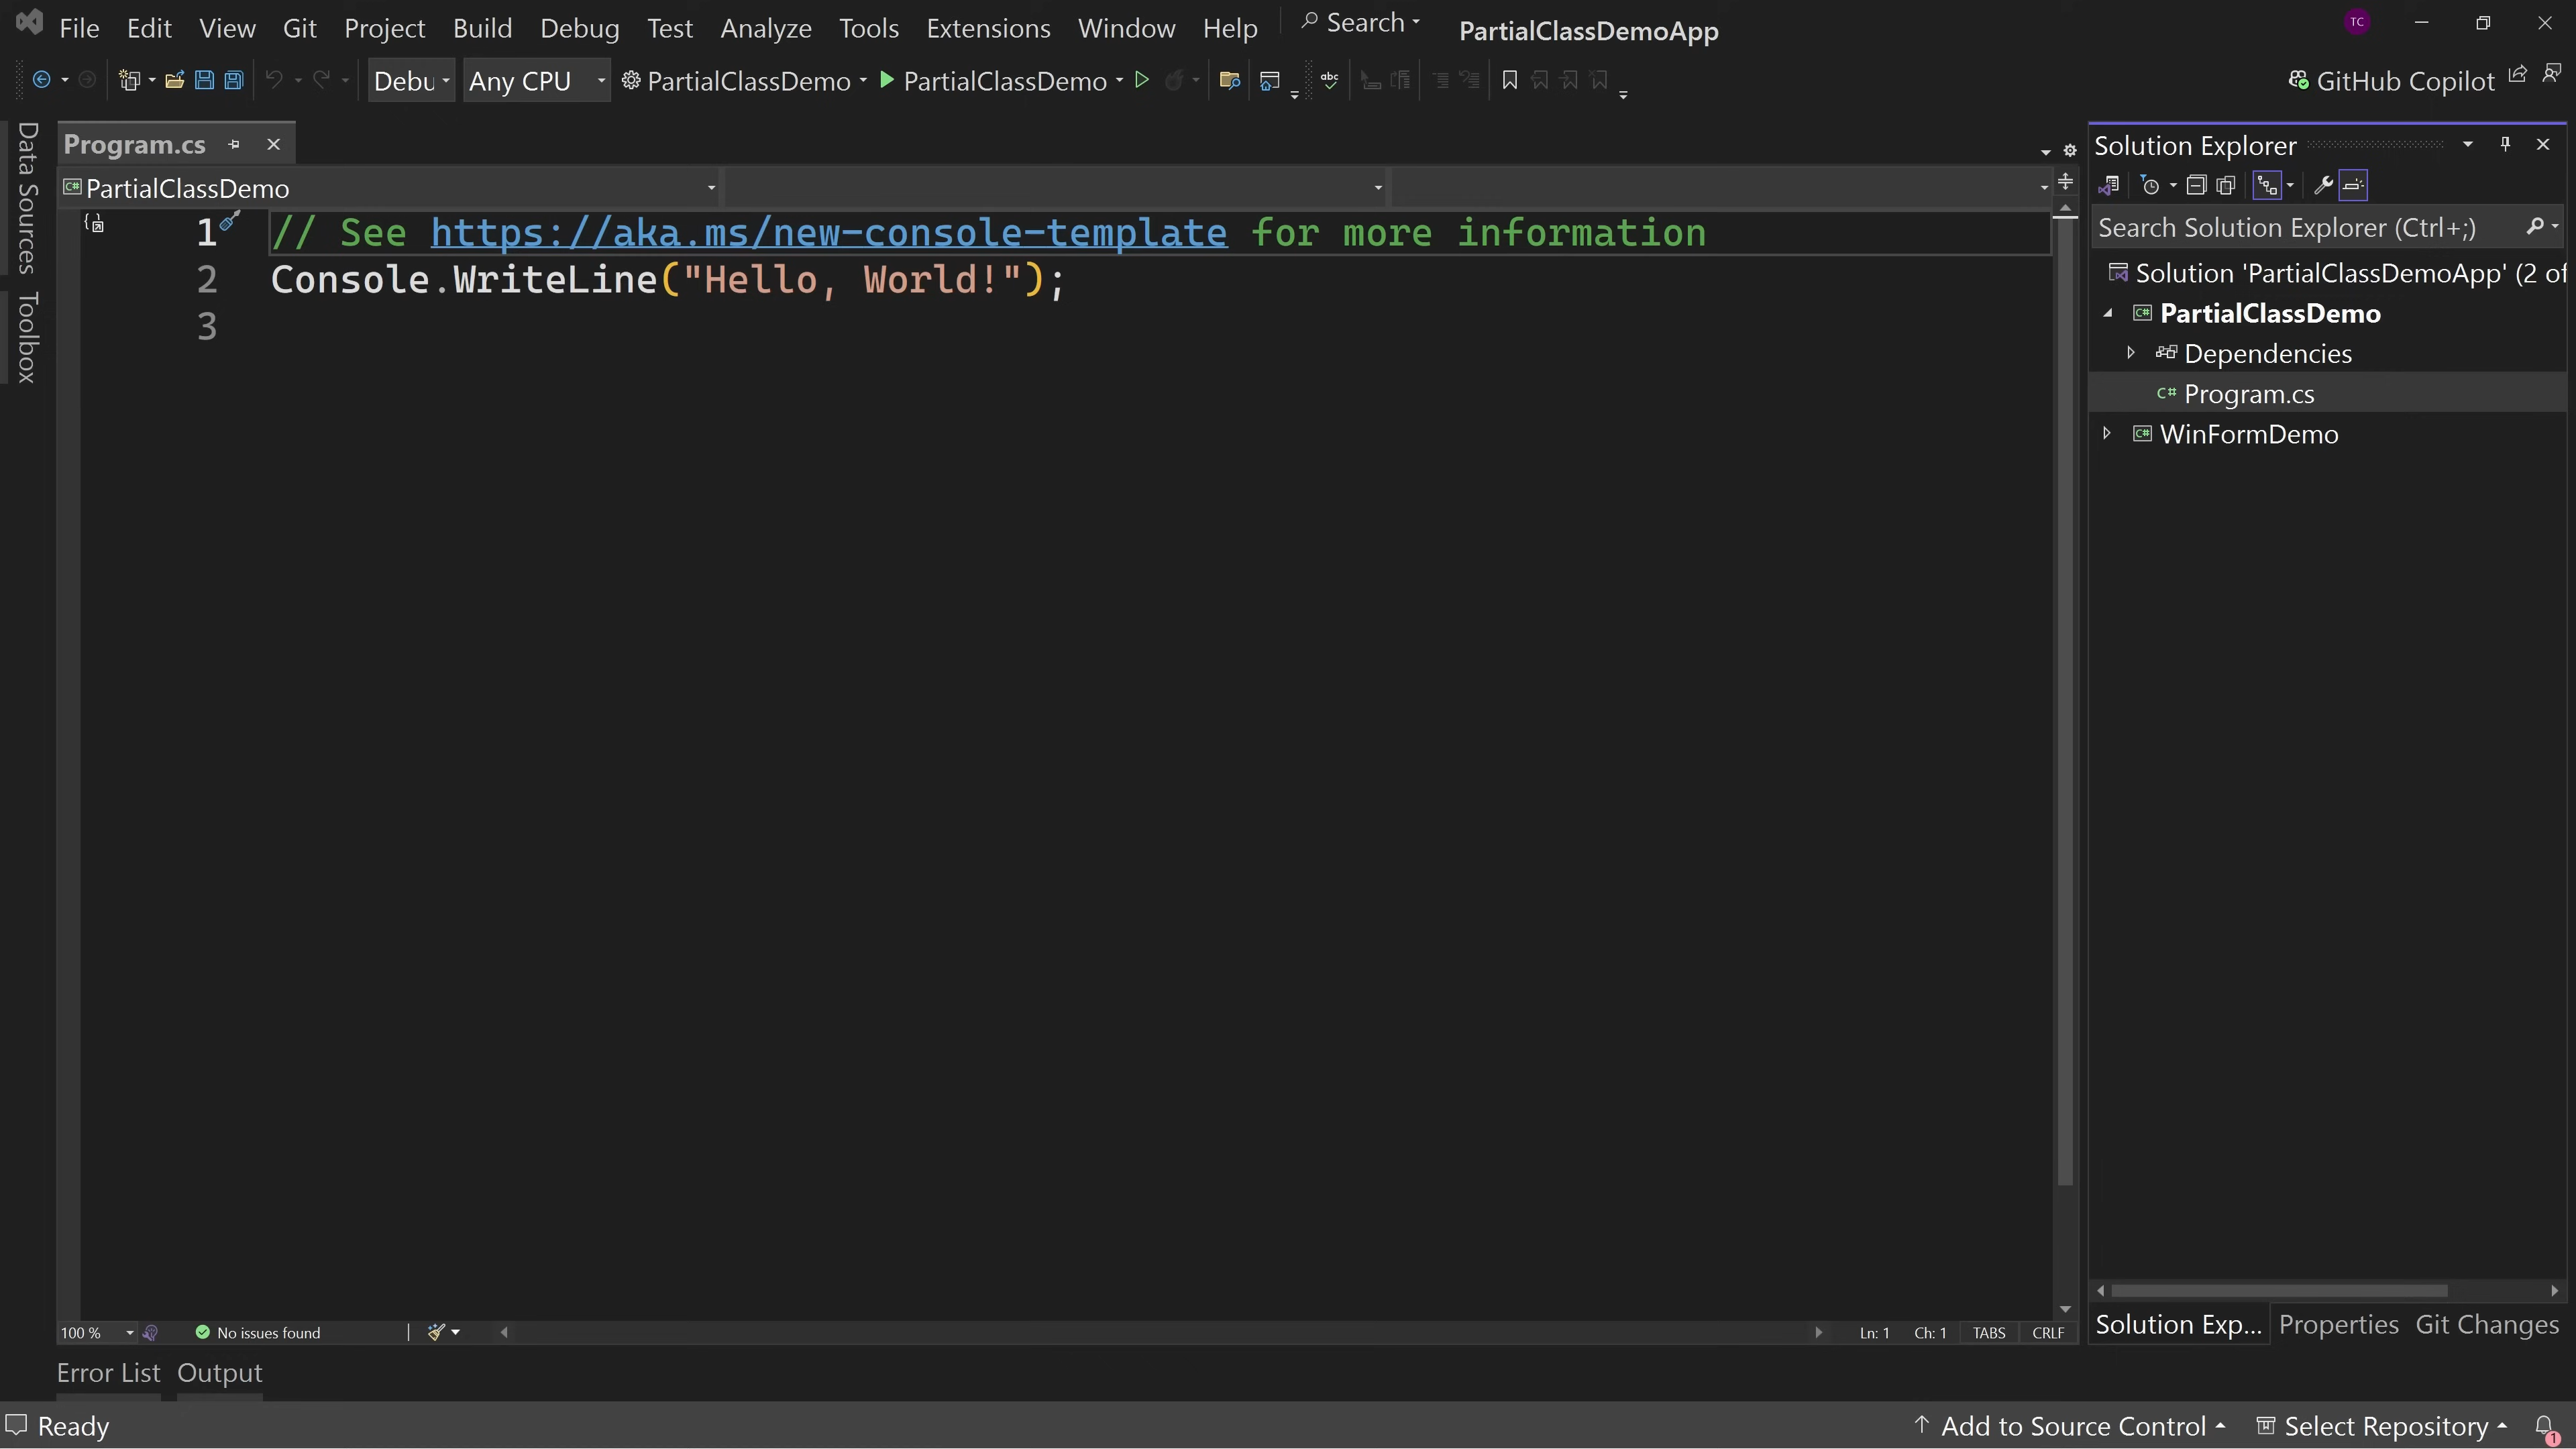 File Edit View Git Project Build Debug Test Analyze Tools Extensions Window Help Search PartialClassDemoApp TC
Debu Any CPU PartialClassDemo PartialClassDemo abc GitHub Copilot
Data Sources
Toolbox
Program.cs
PartialClassDemo
1 // See https://aka.ms/new-console-template for more information
2 Console.WriteLine("Hello, World!");
3
Solution Explorer
Search Solution Explorer (Ctrl+;)
Solution 'PartialClassDemoApp' (2 of
C# PartialClassDemo
Dependencies
C# Program.cs
C# WinFormDemo
100 % No issues found Ln: 1 Ch: 1 TABS CRLF
Solution Exp... Properties Git Changes
Error List Output
Ready Add to Source Control Select Repository 1